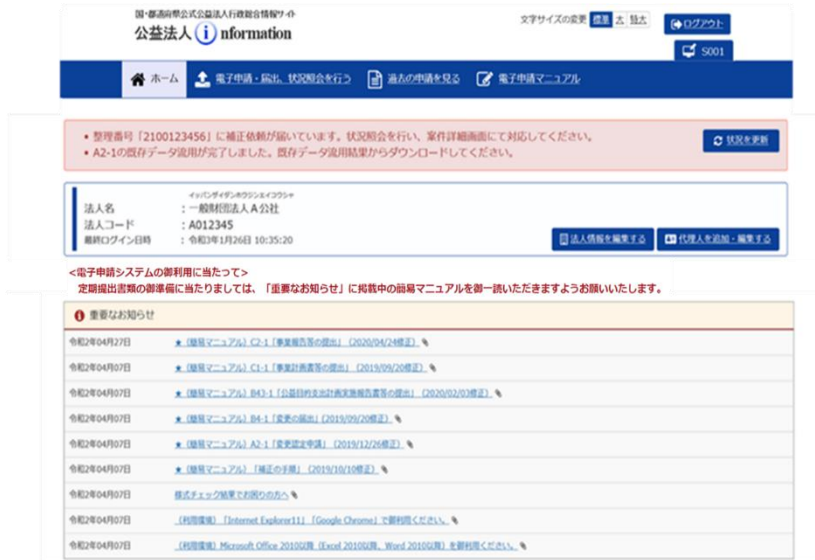 国・都道府県公式公益法人行政総合情報サイト
公益法人 i nformation
文字サイズの変更 標準 大 特大
ログアウト
S001
ホーム 電子申請・届出、状況照会を行う 過去の申請を見る 電子申請マニュアル
• 整理番号「2100123456」に補正依頼が届いています。状況照会を行い、案件詳細画面にて対応してください。
• A2-1の既存データ流用が完了しました。既存データ流用結果からダウンロードしてください。
状況を更新
イッパンザイダンホウジンエイコウシャ
法人名 : 一般財団法人A公社
法人コード : A012345
最終ログイン日時 : 令和3年1月26日 10:35:20
法人情報を編集する 代理人を追加・編集する
<電子申請システムの御利用に当たって>
定期提出書類の御準備に当たりましては、「重要なお知らせ」に掲載中の簡易マニュアルを御一読いただきますようお願いいたします。
重要なお知らせ
令和2年04月27日 ★（簡易マニュアル）C2-1「事業報告等の提出」（2020/04/24修正）
令和2年04月07日 ★（簡易マニュアル）C1-1「事業計画書等の提出」（2019/09/20修正）
令和2年04月07日 ★（簡易マニュアル）B43-1「公益目的支出計画実施報告書等の提出」（2020/02/03修正）
令和2年04月07日 ★（簡易マニュアル）B4-1「変更の届出」（2019/09/20修正）
令和2年04月07日 ★（簡易マニュアル）A2-1「変更認定申請」（2019/12/26修正）
令和2年04月07日 ★（簡易マニュアル）「補正の手順」（2019/10/10修正）
令和2年04月07日 様式チェック結果でお困りの方へ
令和2年04月07日 （利用環境）「Internet Explorer11」「Google Chrome」で御利用ください。
令和2年04月07日 （利用環境）Microsoft Office 2010以降（Excel 2010以降、Word 2010以降）を御利用ください。